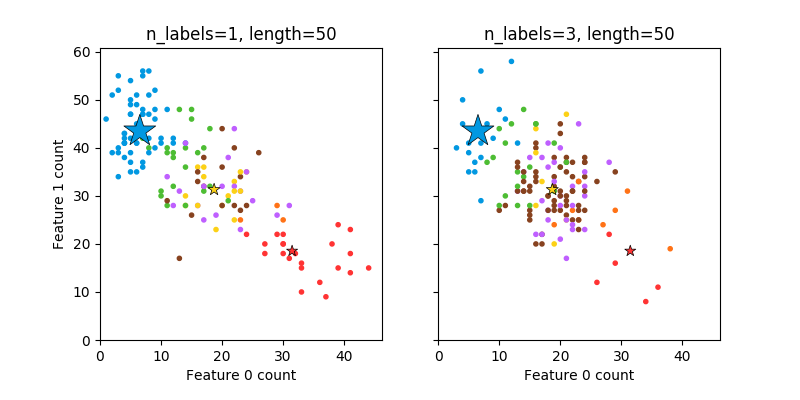 n_labels=1, length=50
n_labels=3, length=50
60
50
40
30
20
10
0
Feature 1 count
0 10 20 30 40
0 10 20 30 40
Feature 0 count
Feature 0 count